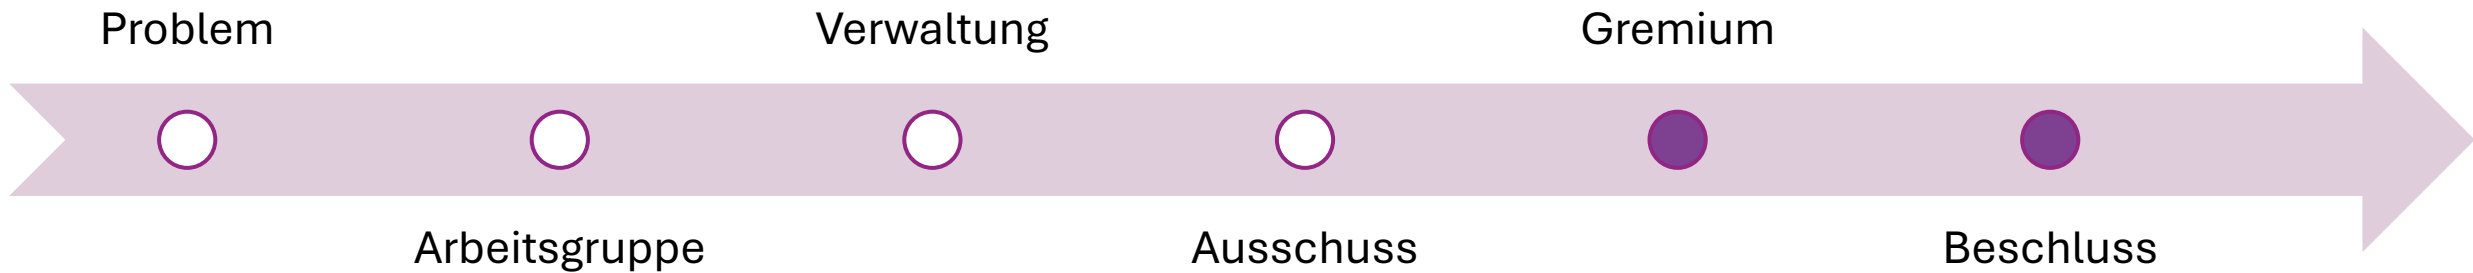 Problem
Arbeitsgruppe
Verwaltung
Ausschuss
Gremium
Beschluss